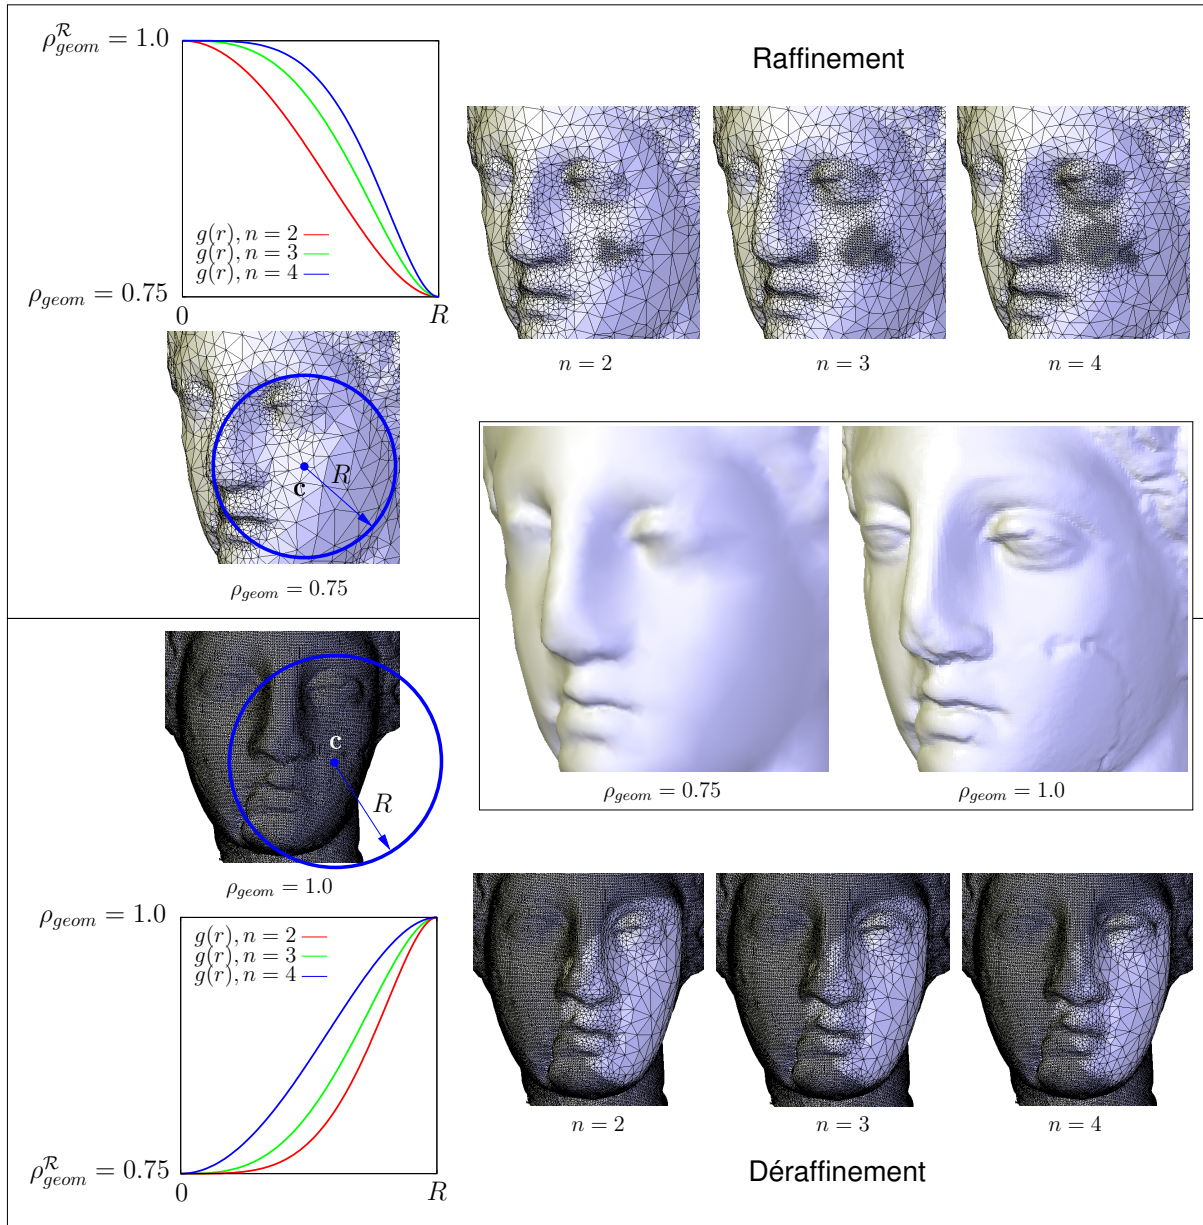 ρ^R_geom = 1.0
g(r), n = 2
g(r), n = 3
g(r), n = 4
ρ_geom = 0.75
0
R
Raffinement
n = 2
n = 3
n = 4
c
R
ρ_geom = 0.75
ρ_geom = 0.75
ρ_geom = 1.0
c
R
ρ_geom = 1.0
ρ_geom = 1.0
g(r), n = 2
g(r), n = 3
g(r), n = 4
ρ^R_geom = 0.75
0
R
n = 2
n = 3
n = 4
Déraffinement